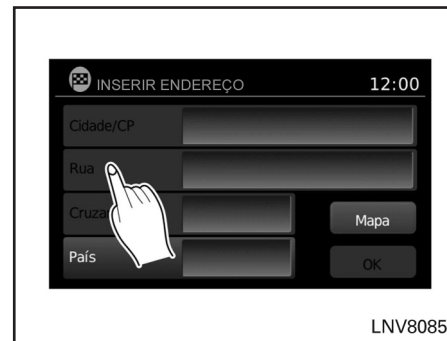 INSERIR ENDEREÇO 12:00
Cidade/CP
Rua
Mapa
País OK
LNV8085